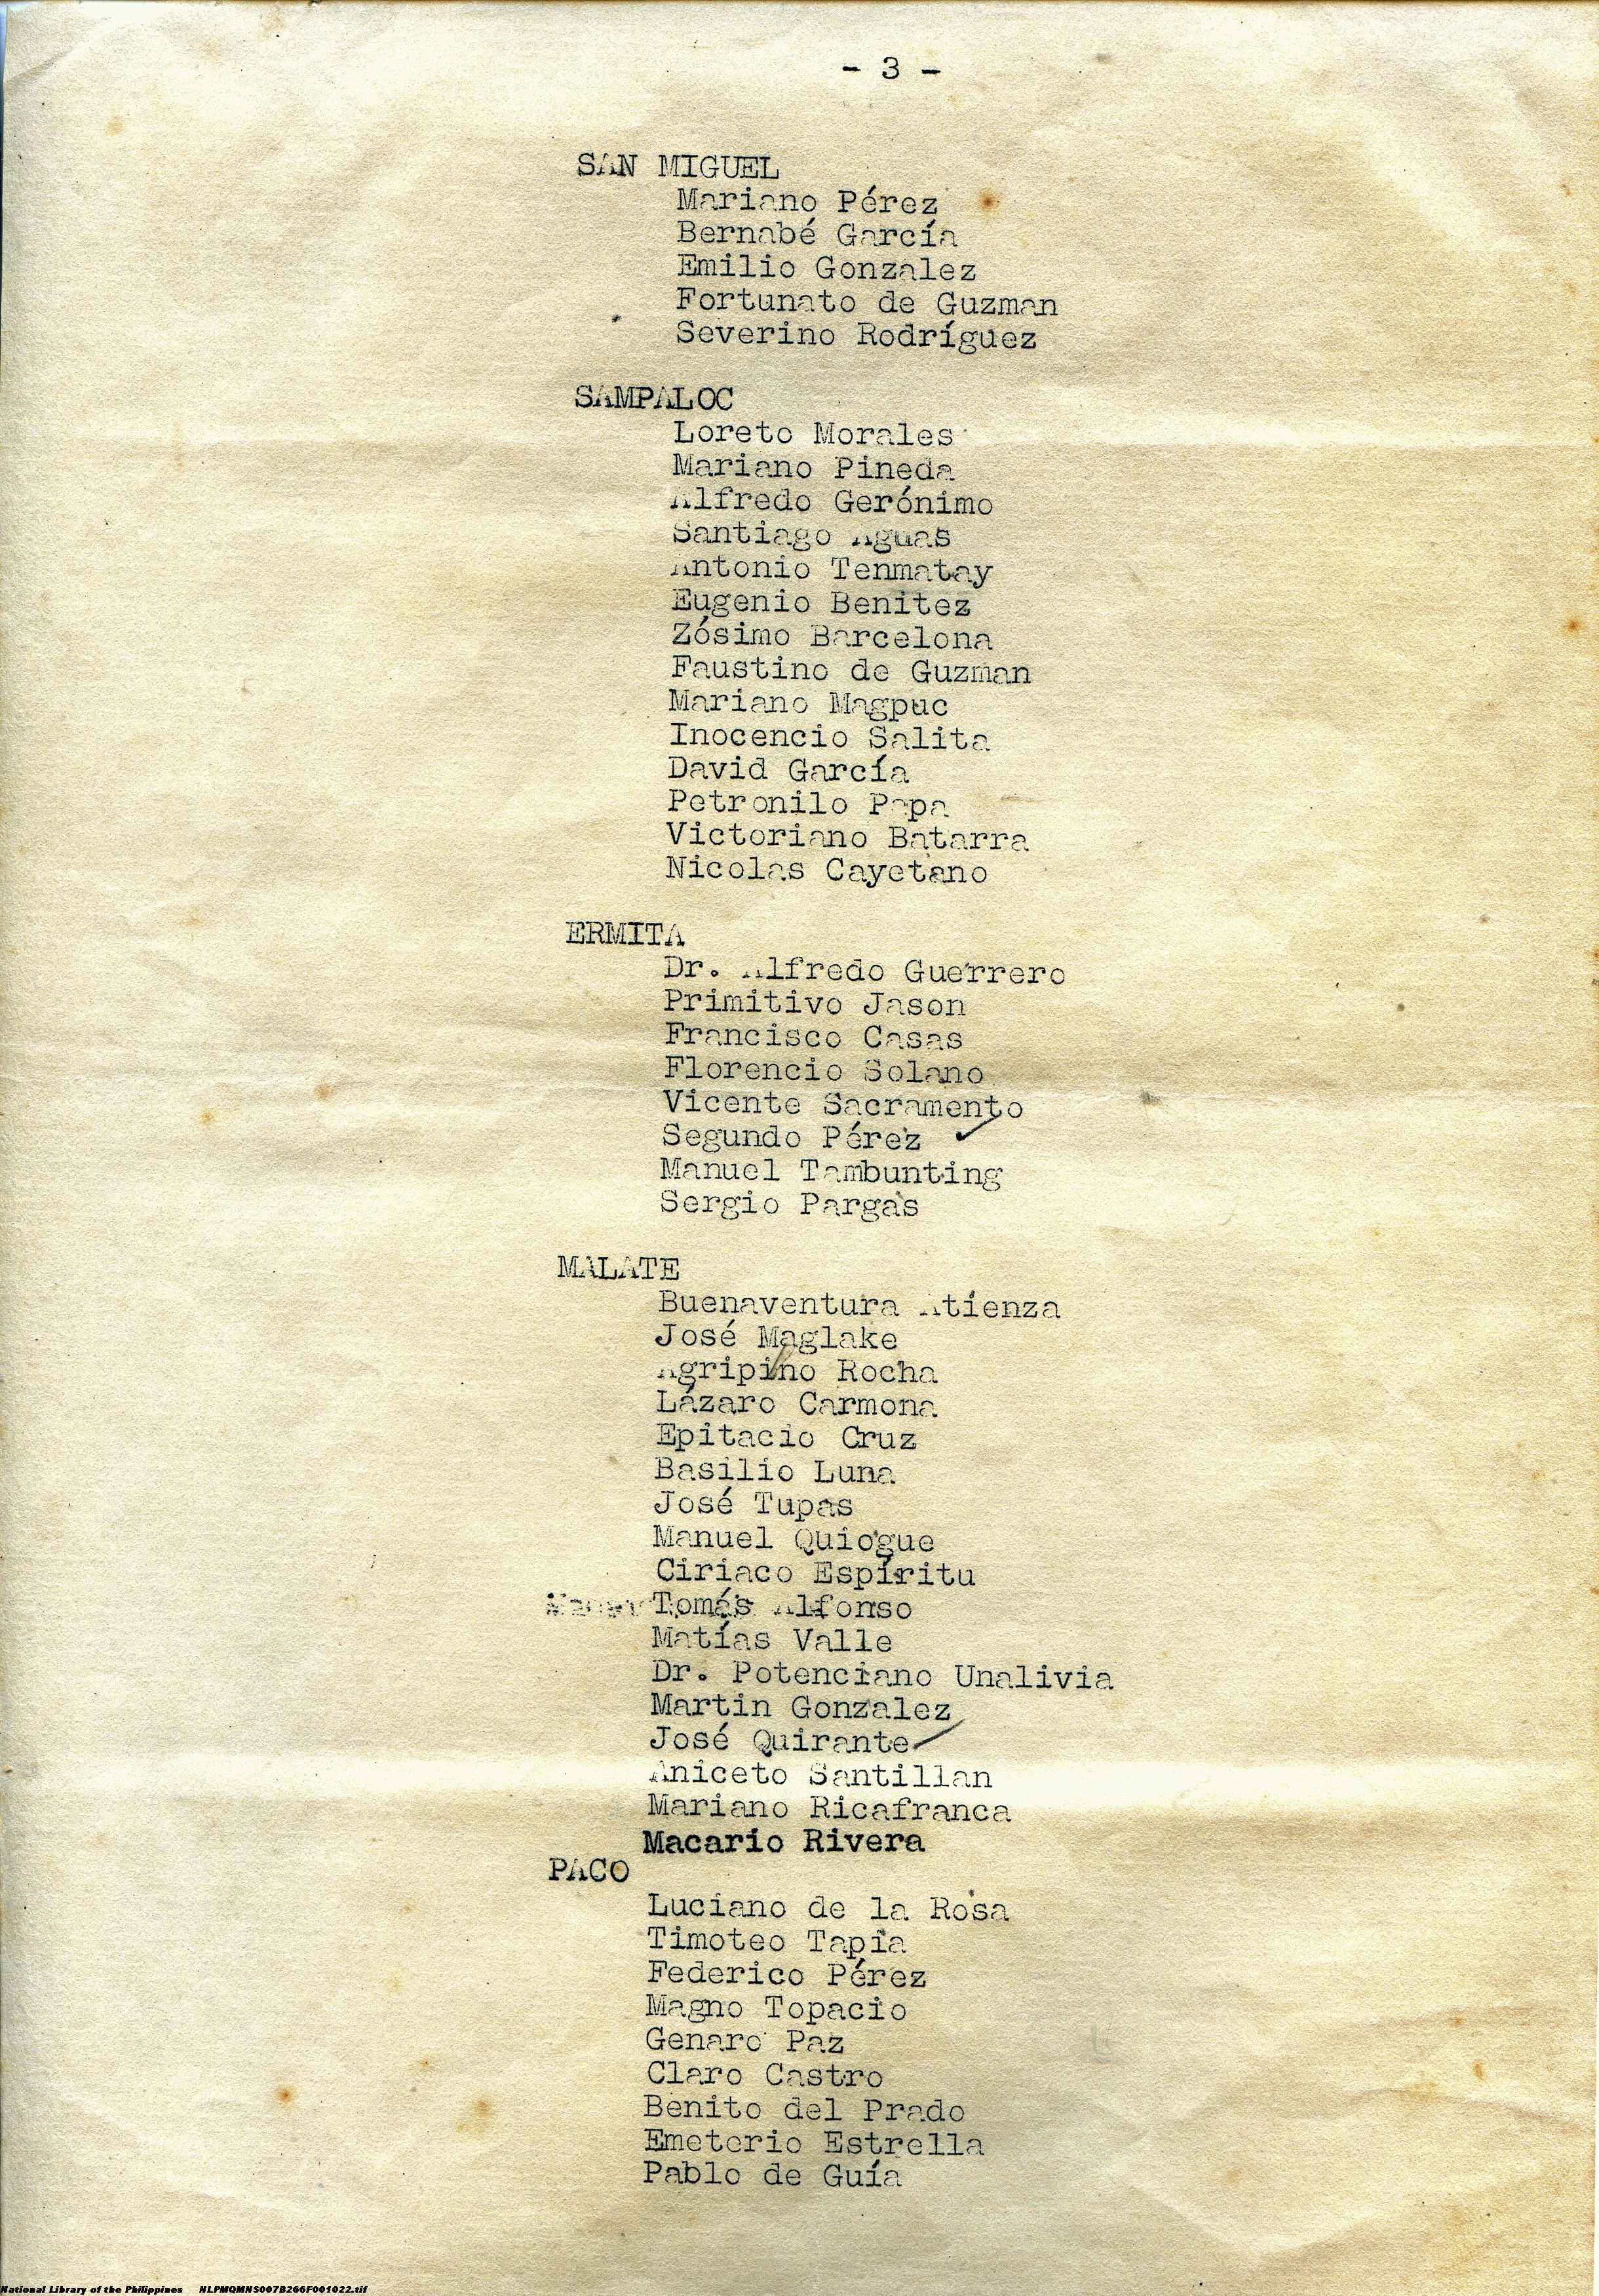 - 3 -
SAN MIGUEL
Mariano Pérez
Bernabé García
Emilio Gonzalez
Fortunato de Guzman
Severino Rodríguez
SAMPALOC
Loreto Morales
Mariano Pineda
Alfredo Gerónimo
Santiago Aguas
Antonio Tenmatay
Eugenio Benitez
Zósimo Barcelona
Faustino de Guzman
Mariano Magpuc
Inocencio Salita
David García
Petronilo Papa
Victoriano Batarra
Nicolas Cayetano
ERMITA
Dr. Alfredo Guerrero
Primitivo Jason
Francisco Casas
Florencio Solano
Vicente Sacramento
Segundo Pérez ✓
Manuel Tambunting
Sergio Pargas
MALATE
Buenaventura Atienza
José Maglake
Agripino Rocha
Lázaro Carmona
Epitacio Cruz
Basilio Luna
José Tupas
Manuel Quiogue
Ciriaco Espíritu
Tomás Alfonso
Matías Valle
Dr. Potenciano Unalivia
Martin Gonzalez
José Quirante ✓
Aniceto Santillan
Mariano Ricafranca
Macario Rivera
PACO
Luciano de la Rosa
Timoteo Tapia
Federico Pérez
Magno Topacio
Genaro Paz
Claro Castro
Benito del Prado
Emeterio Estrella
Pablo de Guía
National Library of the Philippines NLPMQMNS007B266F001022.tif